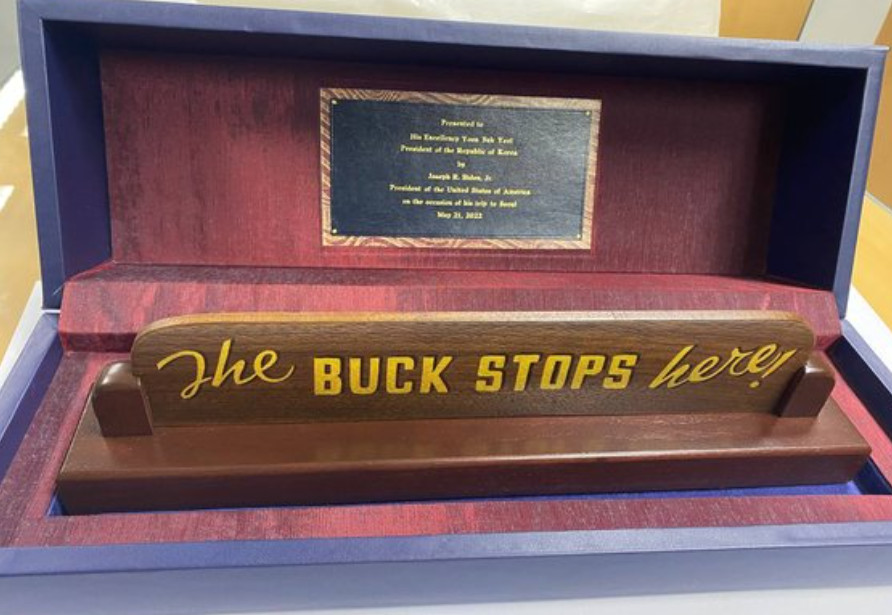 Presented to
His Excellency Yoon Suk Yeol
President of the Republic of Korea
by
Joseph R. Biden, Jr.
President of the United States of America
on the occasion of his trip to Seoul
May 21, 2022
The BUCK STOPS here!